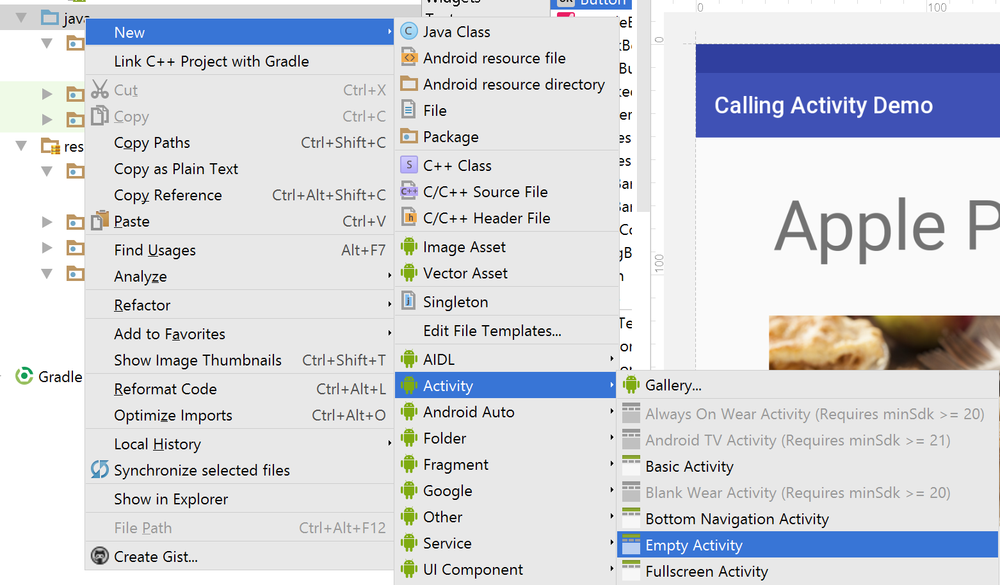 java
res
Gradle
New
Link C++ Project with Gradle
Cut Ctrl+X
Copy Ctrl+C
Copy Paths Ctrl+Shift+C
Copy as Plain Text
Copy Reference Ctrl+Alt+Shift+C
Paste Ctrl+V
Find Usages Alt+F7
Analyze
Refactor
Add to Favorites
Show Image Thumbnails Ctrl+Shift+T
Reformat Code Ctrl+Alt+L
Optimize Imports Ctrl+Alt+O
Local History
Synchronize selected files
Show in Explorer
File Path Ctrl+Alt+F12
Create Gist...
C Java Class
Android resource file
Android resource directory
File
Package
S C++ Class
C++ C/C++ Source File
h C/C++ Header File
Image Asset
Vector Asset
j Singleton
Edit File Templates...
AIDL
Activity
Android Auto
Folder
Fragment
Google
Other
Service
UI Component
Gallery...
Always On Wear Activity (Requires minSdk >= 20)
Android TV Activity (Requires minSdk >= 21)
Basic Activity
Blank Wear Activity (Requires minSdk >= 20)
Bottom Navigation Activity
Empty Activity
Fullscreen Activity
Widgets
OK Button
0 100
0
100
Calling Activity Demo
Apple P